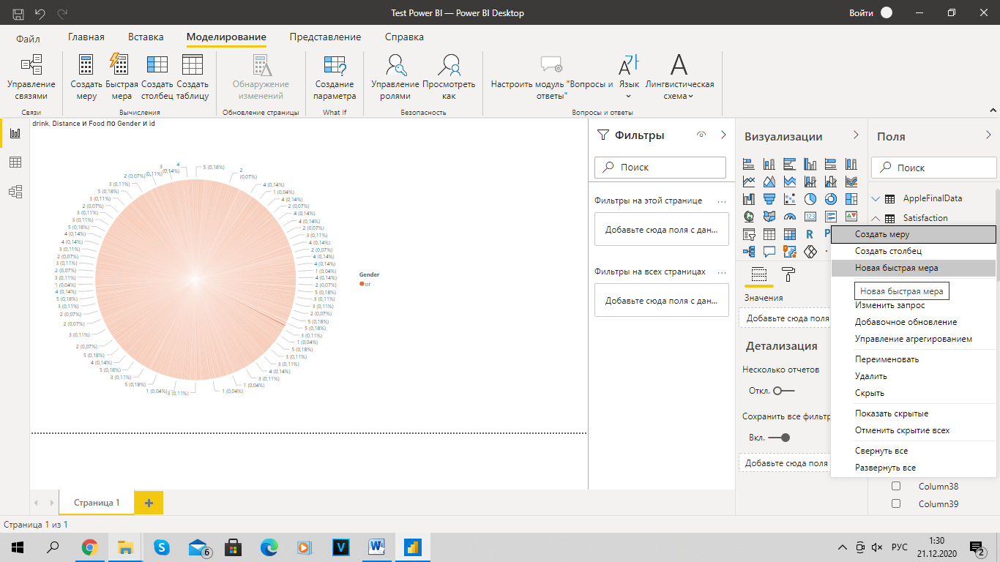 Test Power BI — Power BI Desktop
Войти
Файл
Главная
Вставка
Моделирование
Представление
Справка
Управление
связями
Создать
меру
Быстрая
мера
Создать
столбец
Создать
таблицу
Обнаружение
изменений
Создание
параметра
Управление
ролями
Просмотреть
как
Настроить модуль "Вопросы и
ответы"
Язык
Лингвистическая
схема
Связи
Вычисления
Обновление страницы
What If
Безопасность
Вопросы и ответы
drink, Distance и Food по Gender и id
4
3
(0,14%)
(0,11%)
2 (0,07%)
3 (0,11%)
5 (0,18%)
3 (0,11%)
2 (0,07%)
3 (0,11%)
3 (0,11%)
5 (0,18%)
4 (0,14%)
4 (0,14%)
3 (0,11%)
2 (0,07%)
3 (0,11%)
2 (0,07%)
3 (0,11%)
1 (0,04%)
4 (0,14%)
5 (0,18%)
3 (0,11%)
2 (0,07%)
2 (0,07%)
3 (0,11%)
2 (0,07%)
5 (0,18%)
4 (0,14%)
5 (0,18%)
3 (0,11%)
5 (0,18%)
1 (0,04%)
3 (0,11%)
5 (0,18%)
2
(0,07%)
4 (0,14%)
1 (0,04%)
4 (0,14%)
2 (0,07%)
4 (0,14%)
4 (0,14%)
2 (0,07%)
3 (0,11%)
4 (0,14%)
2 (0,07%)
4 (0,14%)
4 (0,14%)
1 (0,04%)
4 (0,14%)
2 (0,07%)
5 (0,18%)
3 (0,11%)
3 (0,11%)
2 (0,07%)
5 (0,18%)
5 (0,18%)
3 (0,11%)
1 (0,04%)
5 (0,18%)
3 (0,11%)
3 (0,11%)
4 (0,14%)
3 (0,11%)
1 (0,04%)
1 (0,04%)
Gender
or
Фильтры
Поиск
Фильтры на этой странице
Добавьте сюда поля с дан...
Фильтры на всех страницах
Добавьте сюда поля с дан...
Визуализации
123
R
Значения
Добавьте сюда поля
Детализация
Несколько отчетов
Откл.
Сохранить все фильтр
Вкл.
Добавьте сюда поля
Поля
Поиск
AppleFinalData
Satisfaction
Создать меру
Создать столбец
Новая быстрая мера
Новая быстрая мера
Изменить запрос
Добавочное обновление
Управление агрегированием
Переименовать
Удалить
Скрыть
Показать скрытые
Отменить скрытие всех
Свернуть все
Развернуть все
Column38
Column39
Страница 1
Страница 1 из 1
6
РУС
1:30
21.12.2020
2